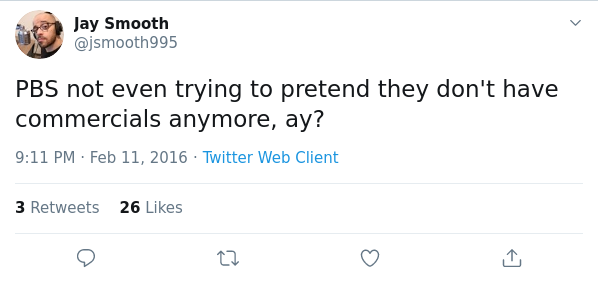 Jay Smooth
@jsmooth995
PBS not even trying to pretend they don't have
commercials anymore, ay?
9:11 PM · Feb 11, 2016 · Twitter Web Client
3 Retweets 26 Likes